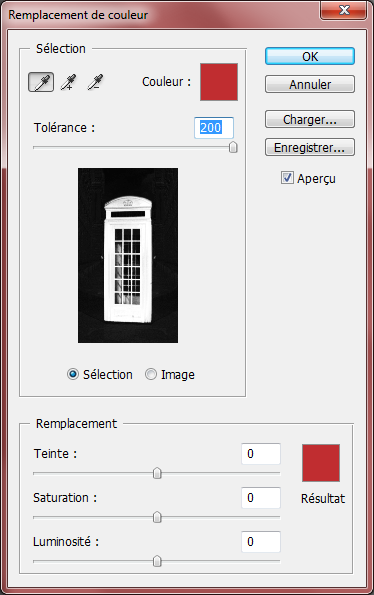 Remplacement de couleur
Sélection
Couleur :
Tolérance :
200
Sélection
Image
OK
Annuler
Charger...
Enregistrer...
Aperçu
Remplacement
Teinte :
0
Saturation :
0
Luminosité :
0
Résultat